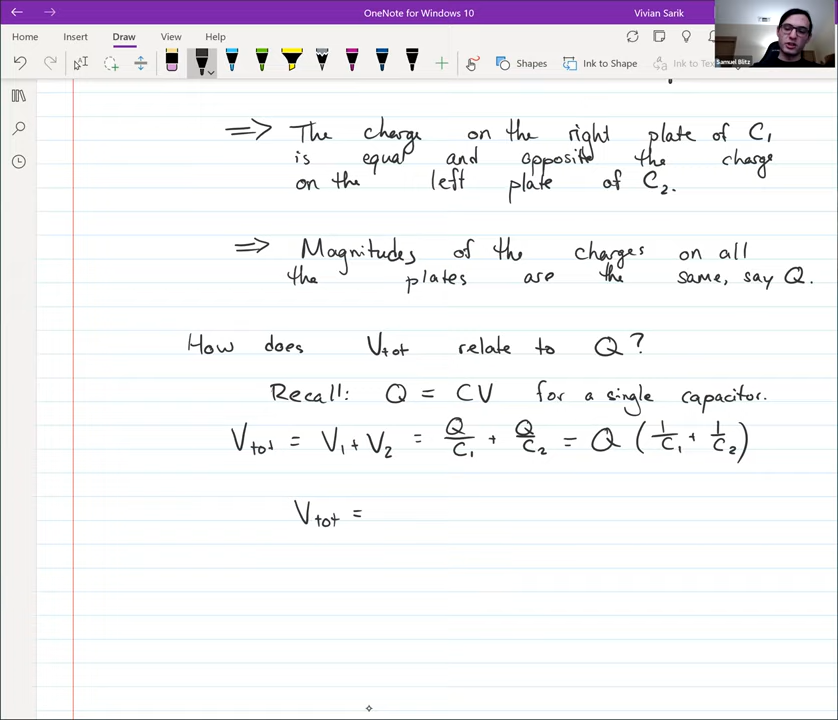 OneNote for Windows 10
Vivian Sarik
Home Insert Draw View Help
Shapes Ink to Shape Ink to Tex
Samuel Blitz
=> The charge on the right plate of C₁
is equal and opposite the charge
on the left plate of C₂.
=> Magnitudes of the charges on all
the plates are the same, say Q.
How does Vtot relate to Q?
Recall: Q = CV for a single capacitor.
Vtot = V₁ + V₂ = Q/C₁ + Q/C₂ = Q (1/C₁ + 1/C₂)
Vtot =